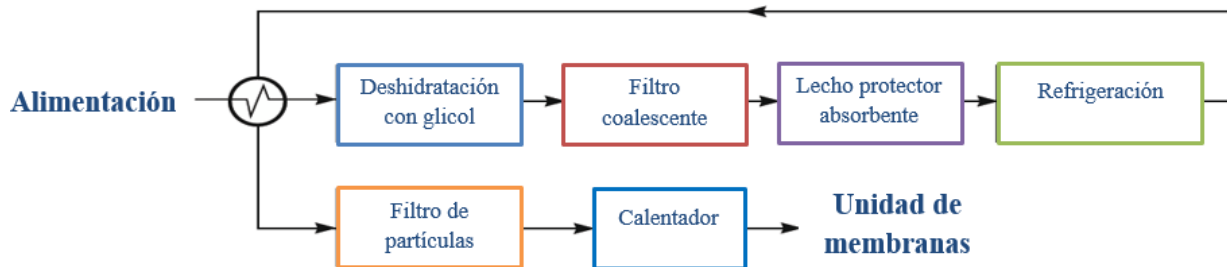 Alimentación
Deshidratación
con glicol
Filtro
coalescente
Lecho protector
absorbente
Refrigeración
Filtro de
partículas
Calentador
Unidad de
membranas